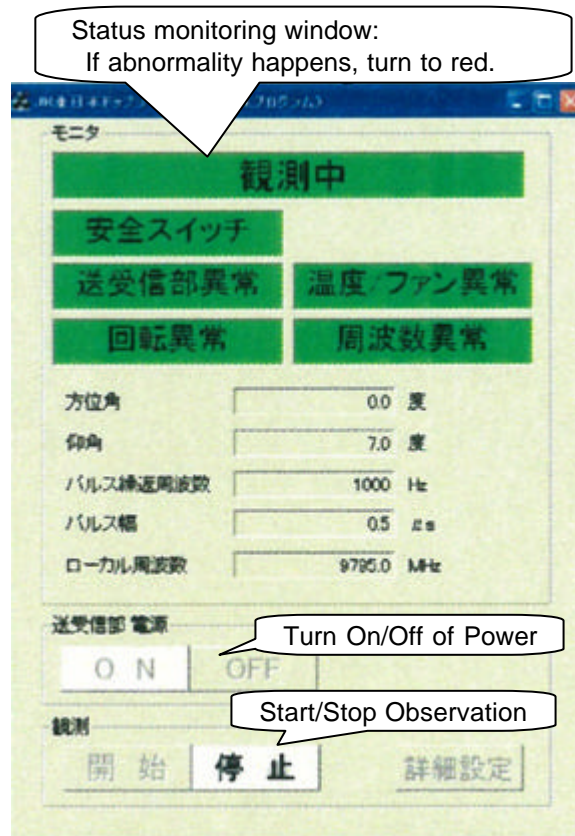 Status monitoring window:
If abnormality happens, turn to red.
モニタ
観測中
安全スイッチ
送受信部異常 温度/ファン異常
回転異常 周波数異常
方位角 0.0 度
仰角 7.0 度
パルス繰返周波数 1000 Hz
パルス幅 0.5 μs
ローカル周波数 9795.0 MHz
送受信部 電源
Turn On/Off of Power
ON OFF
Start/Stop Observation
観測
開始 停止 詳細設定